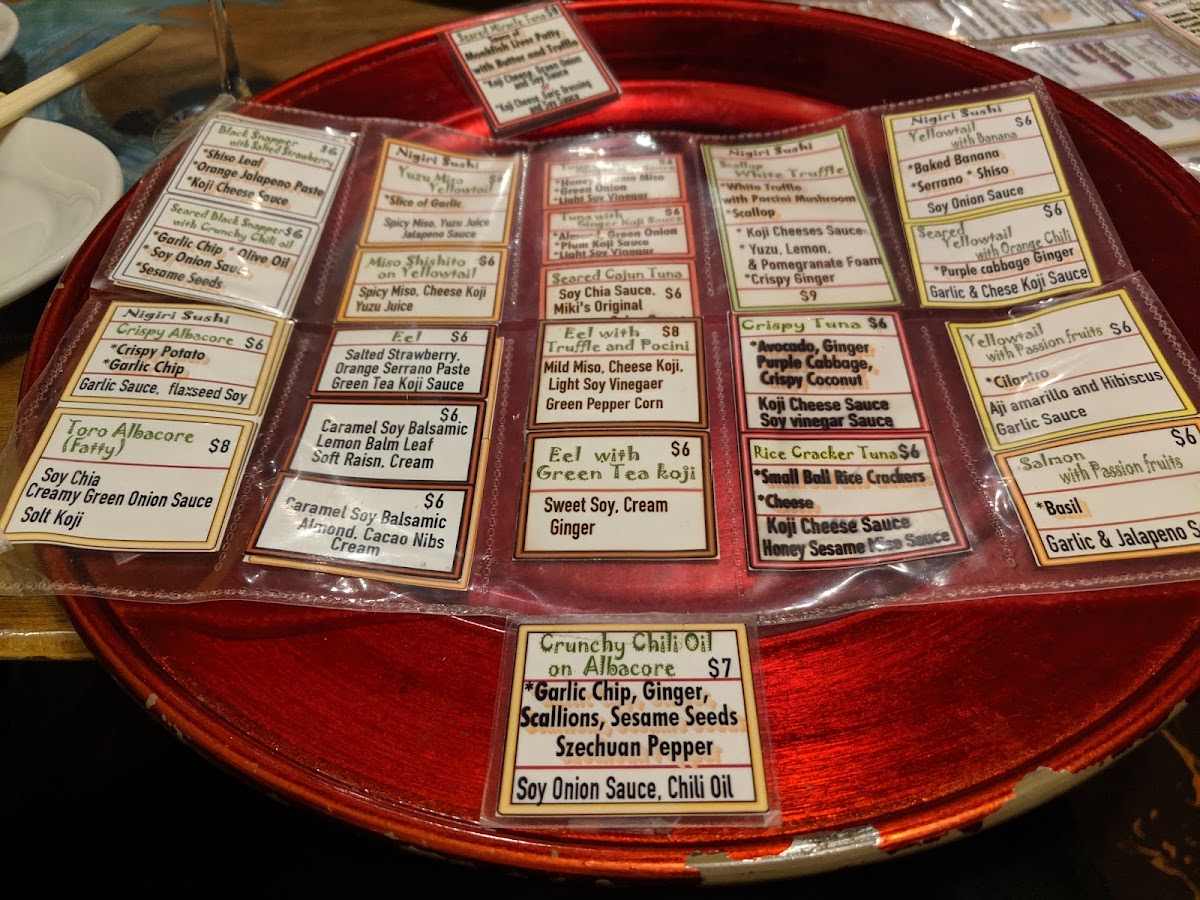 Seared Miyabi Tuna $8
Monkfish Liver Patty
with Butter and Truffle
*Koji Cheese, Green Onion
and Soy Sauce
or
*Koji Cheese,
Black Snapper
with Salted Strawberry
$6
*Shiso Leaf
*Orange Jalapeno Paste
*Koji Cheese Sauce
Seared Black Snapper $6
with Crunchy Chili oil
*Garlic Chip *Olive Oil
*Soy Onion Sauce
*Sesame Seeds
Nigiri Sushi
Yuzu Miso
Yellowtail
*Slice of Garlic
Spicy Miso, Yuzu Juice
Jalapeno Sauce
Miso Shishito $6
on Yellowtail
Spicy Miso, Cheese Koji
Yuzu Juice
$6
Miso
*Green Onion
*Light Soy Vinegar
Tuna with $6
Ginger Koji Sauce
*Almond, Green Onion
*Plum Koji Sauce
*Light Soy Vinegar
Seared Cajun Tuna
Soy Chia Sauce, $6
Miki's Original
Nigiri Sushi
Scallop
White Truffle
*White Truffle
with Porcini Mushroom
*Scallop
*Koji Cheeses Sauce
*Yuzu, Lemon,
& Pomegranate Foam
*Crispy Ginger
$9
Nigiri Sushi
Yellowtail $6
with Banana
*Baked Banana
*Serrano *Shiso
Soy Onion Sauce
$6
Seared
Yellowtail
with Orange Chili
*Purple cabbage Ginger
Garlic & Chese Koji Sauce
Nigiri Sushi
Crispy Albacore $6
*Crispy Potato
*Garlic Chip
Garlic Sauce, flaxseed Soy
Toro Albacore $8
(Fatty)
Soy Chia
Creamy Green Onion Sauce
Solt Koji
Eel $6
Salted Strawberry,
Orange Serrano Paste
Green Tea Koji Sauce
$6
Caramel Soy Balsamic
Lemon Balm Leaf
Soft Raisn, Cream
$6
Caramel Soy Balsamic
Almond, Cacao Nibs
Cream
Eel with $8
Truffle and Pocini
Mild Miso, Cheese Koji,
Light Soy Vinegaer
Green Pepper Corn
Eel with $6
Green Tea koji
Sweet Soy, Cream
Ginger
Crispy Tuna $6
*Avocado, Ginger
Purple Cabbage,
Crispy Coconut
Koji Cheese Sauce
Soy vinegar Sauce
Rice Cracker Tuna $6
*Small Ball Rice Crackers
*Cheese
Koji Cheese Sauce
Honey Sesame Miso Sauce
Yellowtail $6
with Passion fruits
*Cilantro
Aji amarillo and Hibiscus
Garlic Sauce
$6
Salmon
with Passion fruits
*Basil
Garlic & Jalapeno S
Crunchy Chili Oil
on Albacore $7
*Garlic Chip, Ginger,
Scallions, Sesame Seeds
Szechuan Pepper
Soy Onion Sauce, Chili Oil